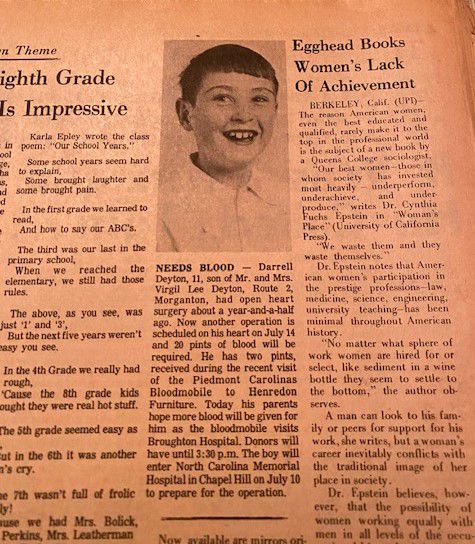 n Theme
ighth Grade
Is Impressive
Karla Epley wrote the class
in poem: "Our School Years."
ool
ge, Some school years seem hard
ha to explain,
s, Some brought laughter and
nd some brought pain.
ed
e In the first grade we learned to
read,
And how to say our ABC's.
The third was our last in the
primary school,
When we reached the
elementary, we still had those
rules.
The above, as you see, was
just '1' and '3',
But the next five years weren't
easy you see.
In the 4th Grade we really had
rough,
'Cause the 8th grade kids
ought they were real hot stuff.
The 5th grade seemed easy as
ut in the 6th it was another
n's cry.
e 7th wasn't full of frolic
ly!
use we had Mrs. Bolick,
Perkins, Mrs. Leatherman
NEEDS BLOOD — Darrell
Deyton, 11, son of Mr. and Mrs.
Virgil Lee Deyton, Route 2,
Morganton, had open heart
surgery about a year-and-a-half
ago. Now another operation is
scheduled on his heart on July 14
and 20 pints of blood will be
required. He has two pints,
received during the recent visit
of the Piedmont Carolinas
Bloodmobile to Henredon
Furniture. Today his parents
hope more blood will be given for
him as the bloodmobile visits
Broughton Hospital. Donors will
have until 3:30 p.m. The boy will
enter North Carolina Memorial
Hospital in Chapel Hill on July 10
to prepare for the operation.
Now available are mirrors ori-
Egghead Books
Women's Lack
Of Achievement
BERKELEY, Calif. (UPI)—
The reason American women,
even the best educated and
qualified, rarely make it to the
top in the professional world
is the subject of a new book by
a Queens College sociologist.
"Our best women—those in
whom society has invested
most heavily — underperform,
underachieve, and under-
produce," writes Dr. Cynthia
Fuchs Epstein in "Woman's
Place" (University of California
Press).
"We waste them and they
waste themselves."
Dr. Epstein notes that Amer-
ican women's participation in
the prestige professions—law,
medicine, science, engineering,
university teaching—has been
minimal throughout American
history.
"No matter what sphere of
work women are hired for or
select, like sediment in a wine
bottle they seem to settle to
the bottom," the author ob-
serves.
A man can look to his fam-
ily or peers for support for his
work, she writes, but a woman's
career inevitably conflicts with
the traditional image of her
place in society.
Dr. Epstein believes, how-
ever, that the possibility of
women working equally with
men in all levels of the occu